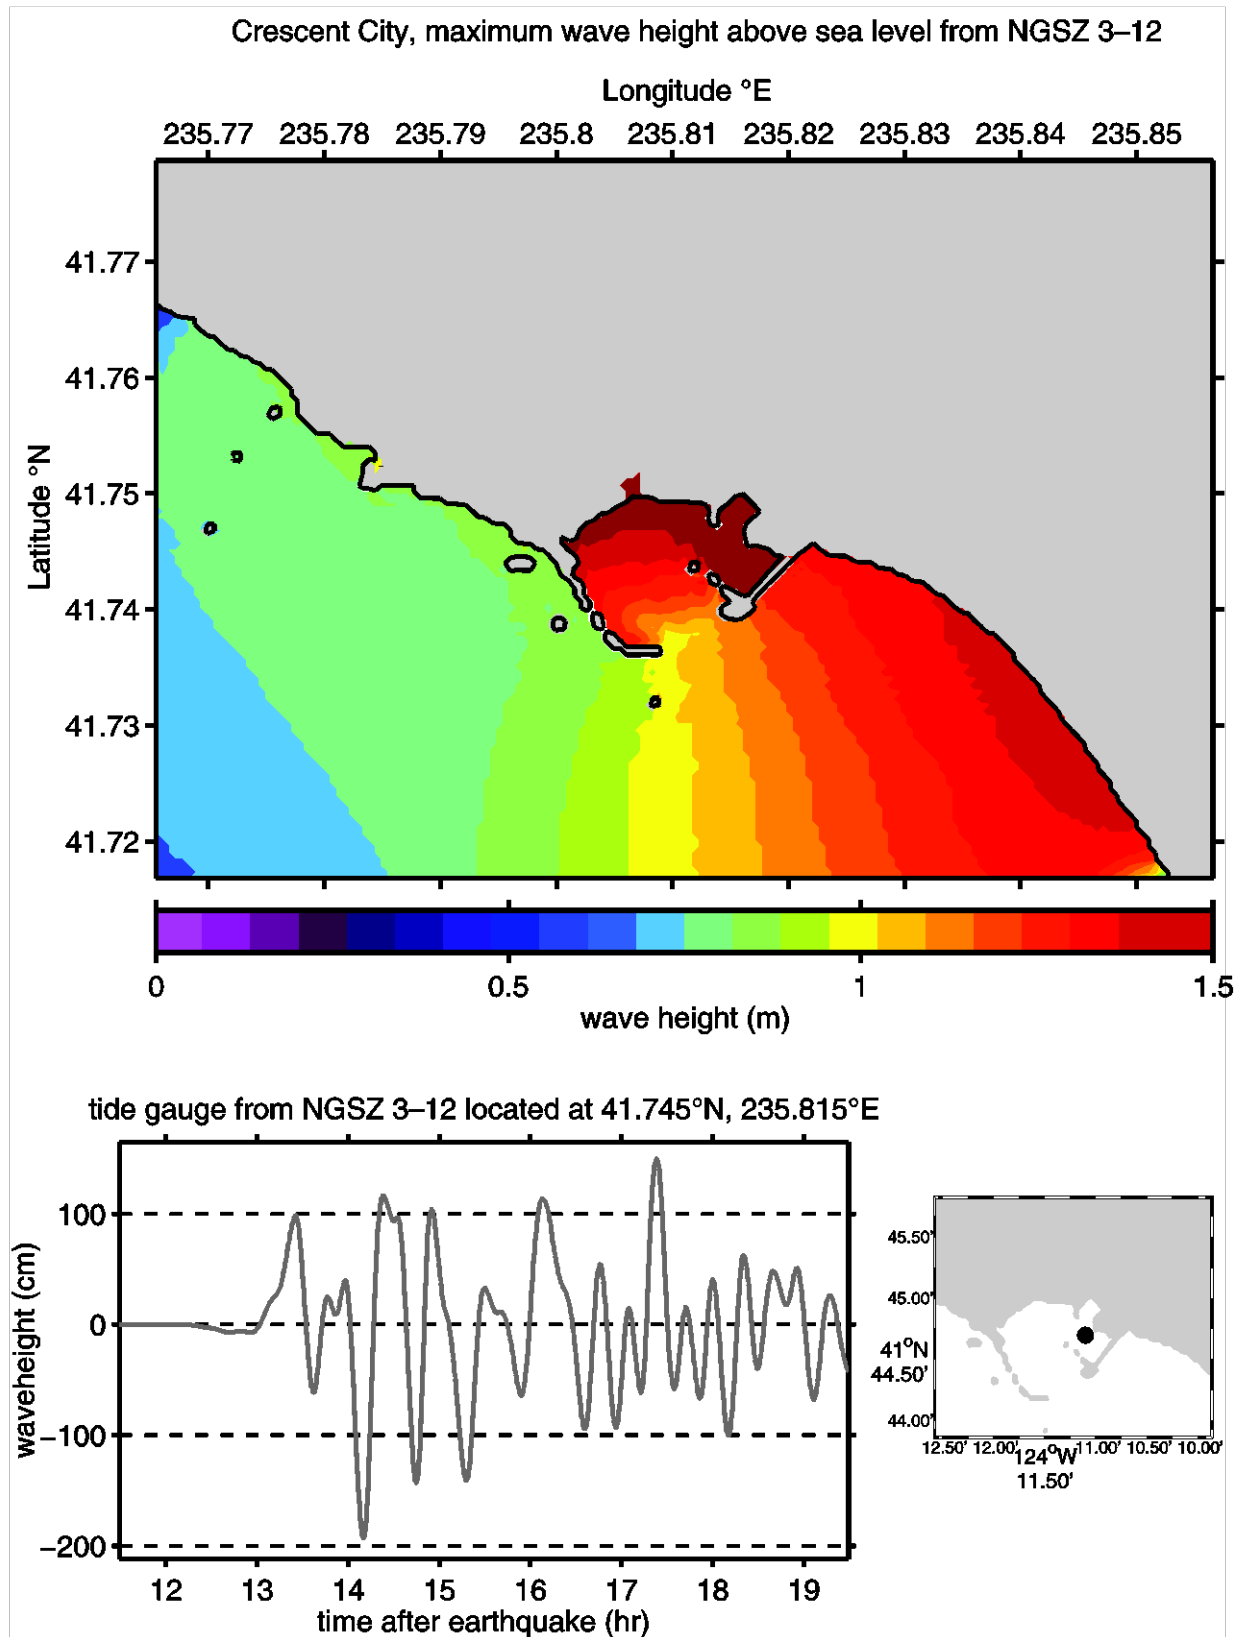 Crescent City, maximum wave height above sea level from NGSZ 3–12
Longitude °E
235.77 235.78 235.79 235.8 235.81 235.82 235.83 235.84 235.85
Latitude °N
41.77
41.76
41.75
41.74
41.73
41.72
0 0.5 1 1.5
wave height (m)
tide gauge from NGSZ 3–12 located at 41.745°N, 235.815°E
waveheight (cm)
100
0
−100
−200
12 13 14 15 16 17 18 19
time after earthquake (hr)
45.50'
45.00'
41°N
44.50'
44.00'
12.50' 12.00' 124°W 11.00' 10.50' 10.00'
11.50'